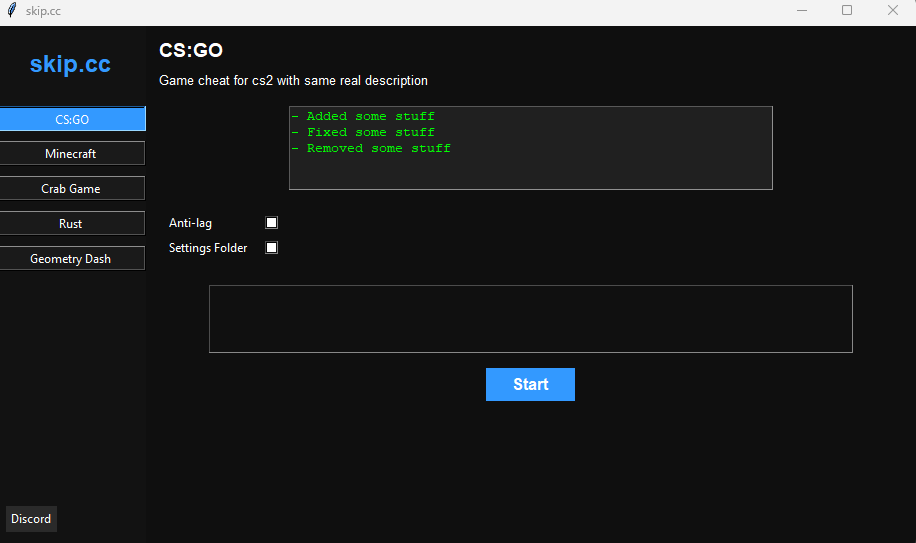 skip.cc
skip.cc
CS:GO
Minecraft
Crab Game
Rust
Geometry Dash
Discord
CS:GO
Game cheat for cs2 with same real description
- Added some stuff
- Fixed some stuff
- Removed some stuff
Anti-lag
Settings Folder
Start